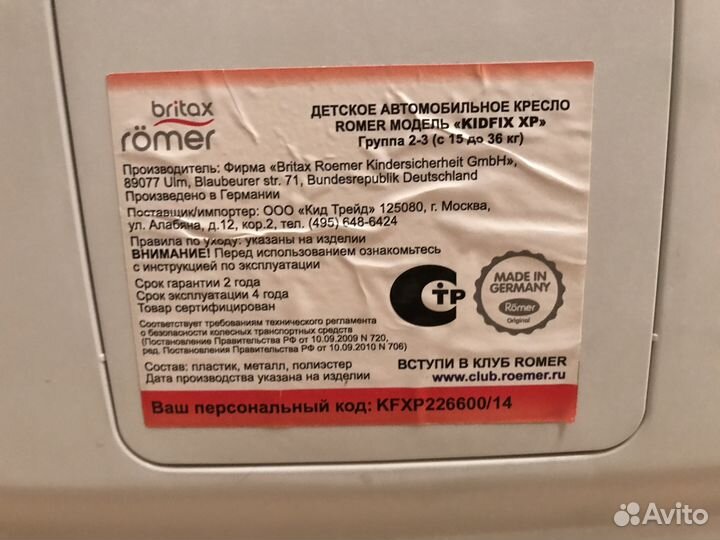 britax
römer
ДЕТСКОЕ АВТОМОБИЛЬНОЕ КРЕСЛО
ROMER МОДЕЛЬ «KIDFIX XP»
Группа 2-3 (с 15 до 36 кг)
Производитель: Фирма «Britax Roemer Kindersicherheit GmbH»,
89077 Ulm, Blaubeurer str. 71, Bundesrepublik Deutschland
Произведено в Германии
Поставщик/импортер: ООО «Кид Трейд» 125080, г. Москва,
ул. Алабяна, д.12, кор.2, тел. (495) 648-6424
Правила по уходу: указаны на изделии
ВНИМАНИЕ! Перед использованием ознакомьтесь
с инструкцией по эксплуатации
Срок гарантии 2 года
Срок эксплуатации 4 года
Товар сертифицирован
Соответствует требованиям технического регламента
о безопасности колесных транспортных средств
(Постановление Правительства РФ от 10.09.2009 N 720,
ред. Постановления Правительства РФ от 10.09.2010 N 706)
Состав: пластик, металл, полиэстер
Дата производства указана на изделии
СТР
MADE IN
GERMANY
Römer
Original
ВСТУПИ В КЛУБ ROMER
www.club.roemer.ru
Ваш персональный код: KFXP226600/14
Avito